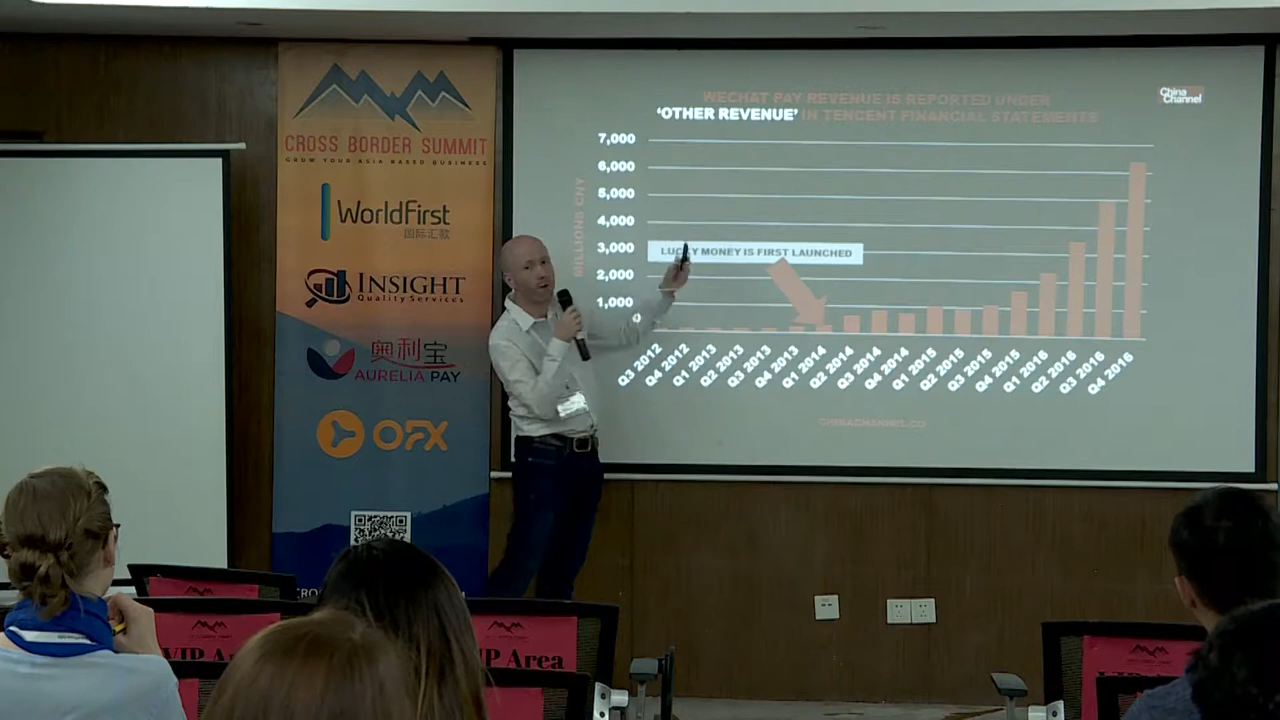 CROSS BORDER SUMMIT
GROW YOUR ASIA BASED BUSINESS
WorldFirst
国际汇款
INSIGHT
Quality Services
奥利宝
AURELIA PAY
OFX
China
Channel
WECHAT PAY REVENUE IS REPORTED UNDER
'OTHER REVENUE' IN TENCENT FINANCIAL STATEMENTS
MILLIONS CNY
7,000
6,000
5,000
4,000
3,000
2,000
1,000
0
LUCKY MONEY IS FIRST LAUNCHED
Q3 2012
Q4 2012
Q1 2013
Q2 2013
Q3 2013
Q4 2013
Q1 2014
Q2 2014
Q3 2014
Q4 2014
Q1 2015
Q2 2015
Q3 2015
Q4 2015
Q1 2016
Q2 2016
Q3 2016
Q4 2016
CHINACHANNEL.CO
VIP A
IP Area